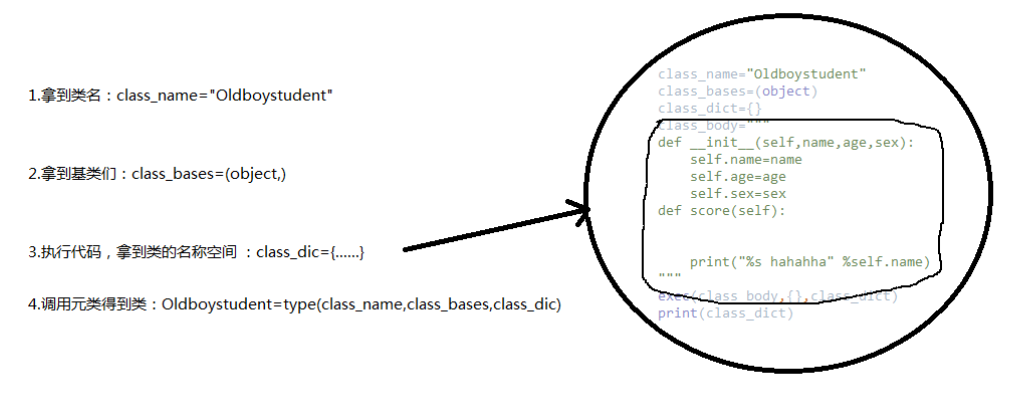 1.拿到类名：class_name="Oldboystudent"
2.拿到基类们：class_bases=(object,)
3.执行代码，拿到类的名称空间 ：class_dic={......}
4.调用元类得到类：Oldboystudent=type(class_name,class_bases,class_dic)
class_name="Oldboystudent"
class_bases=(object)
class_dict={}
class_body="""
def __init__(self,name,age,sex):
    self.name=name
    self.age=age
    self.sex=sex
def score(self):
    print("%s hahahha" %self.name)
"""
exec(class_body,{},class_dict)
print(class_dict)